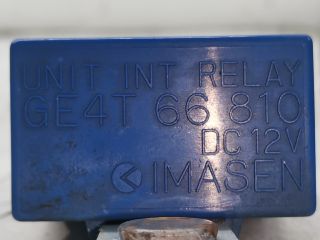 UNIT INT RELAY
GE4T 66 810
DC 12V
IMASEN